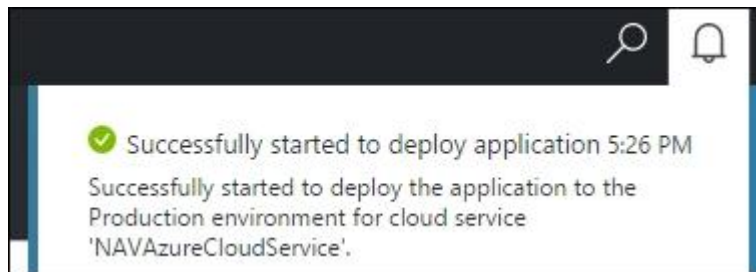 Successfully started to deploy application 5:26 PM
Successfully started to deploy the application to the
Production environment for cloud service
'NAVAzureCloudService'.